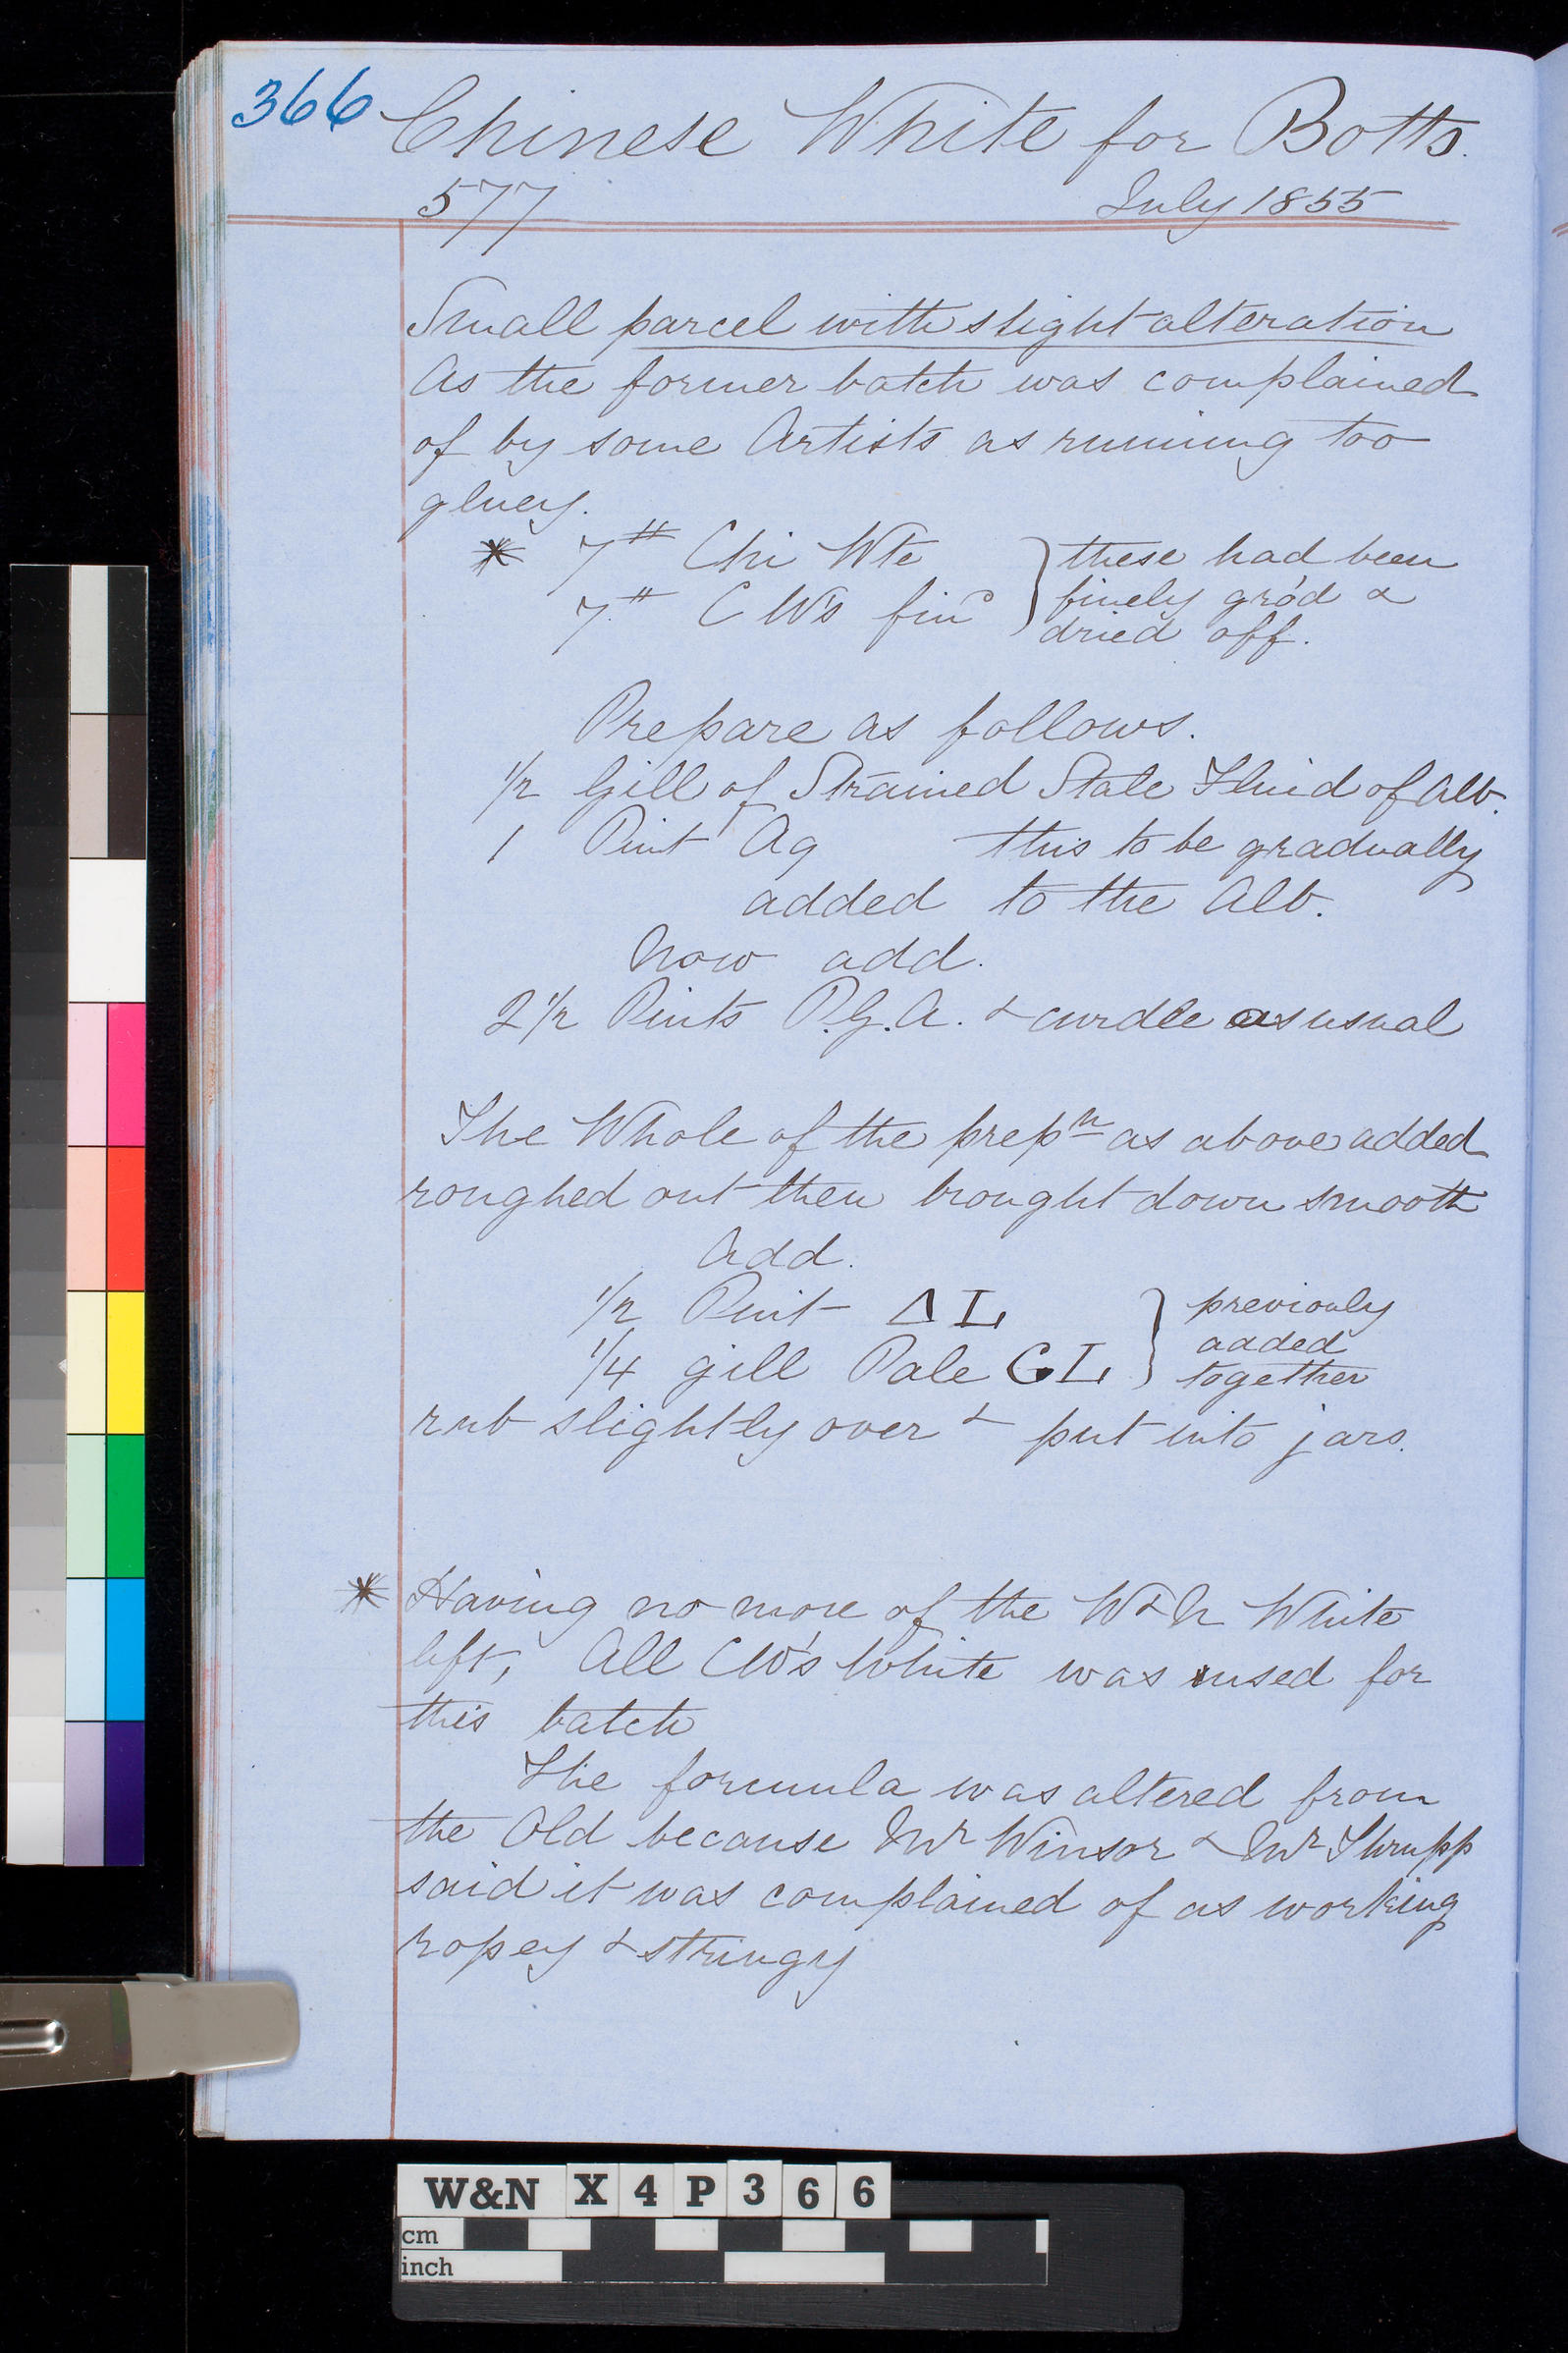 366 Chinese White for Botts.
577 July 1855
Small parcel with slight alteration
As the former batch was complained
of by some Artists as running too
gluey.
* 7 # Chi Wte } these had been
7 # C W's fin } finely gro'd &
dried off.
Prepare as follows.
1/2 Gill of Strained Stale Fluid of Alb.
1 Pint Aq this to be gradually
added to the Alb.
Now add.
2 1/2 Pints P.G.A. & curdle as usual
The Whole of the prepn as above added
roughed out then brought down smooth
Add.
1/2 Pint Δ L } previouly
1/4 gill Pale G L } added
together
rub slightly over & put into jars.
* Having no more of the W & N White
left, All CW's White was used for
this batch
The formula was altered from
the Old because Mr Winsor & Mr Thrupp
said it was complained of as working
ropey & stringy
W&N X 4 P 3 6 6
cm
inch